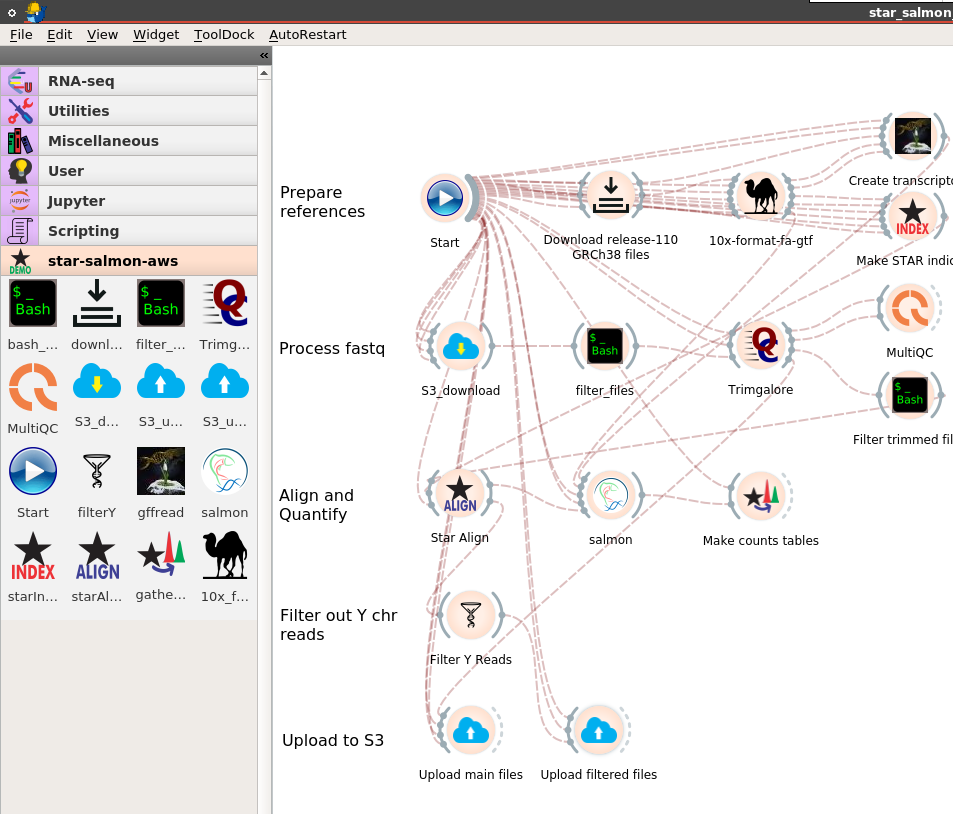 star_salmon
File Edit View Widget ToolDock AutoRestart
«
RNA-seq
Utilities
Miscellaneous
User
jupyter
Jupyter
Scripting
DEMO
star-salmon-aws
$ _
Bash
$ _
Bash
QC
bash_... downl... filter_... Trimg...
MultiQC S3_d... S3_u... S3_u...
Start filterY gffread salmon
INDEX ALIGN
starIn... starAl... gathe... 10x_f...
Prepare
references
Start
Download release-110
GRCh38 files
10x-format-fa-gtf
Create transcripto
INDEX
Make STAR indic
Process fastq
S3_download
$ _
Bash
filter_files
QC
Trimgalore
MultiQC
$ _
Bash
Filter trimmed fil
Align and
Quantify
ALIGN
Star Align
salmon
Make counts tables
Filter out Y chr
reads
Filter Y Reads
Upload to S3
Upload main files
Upload filtered files